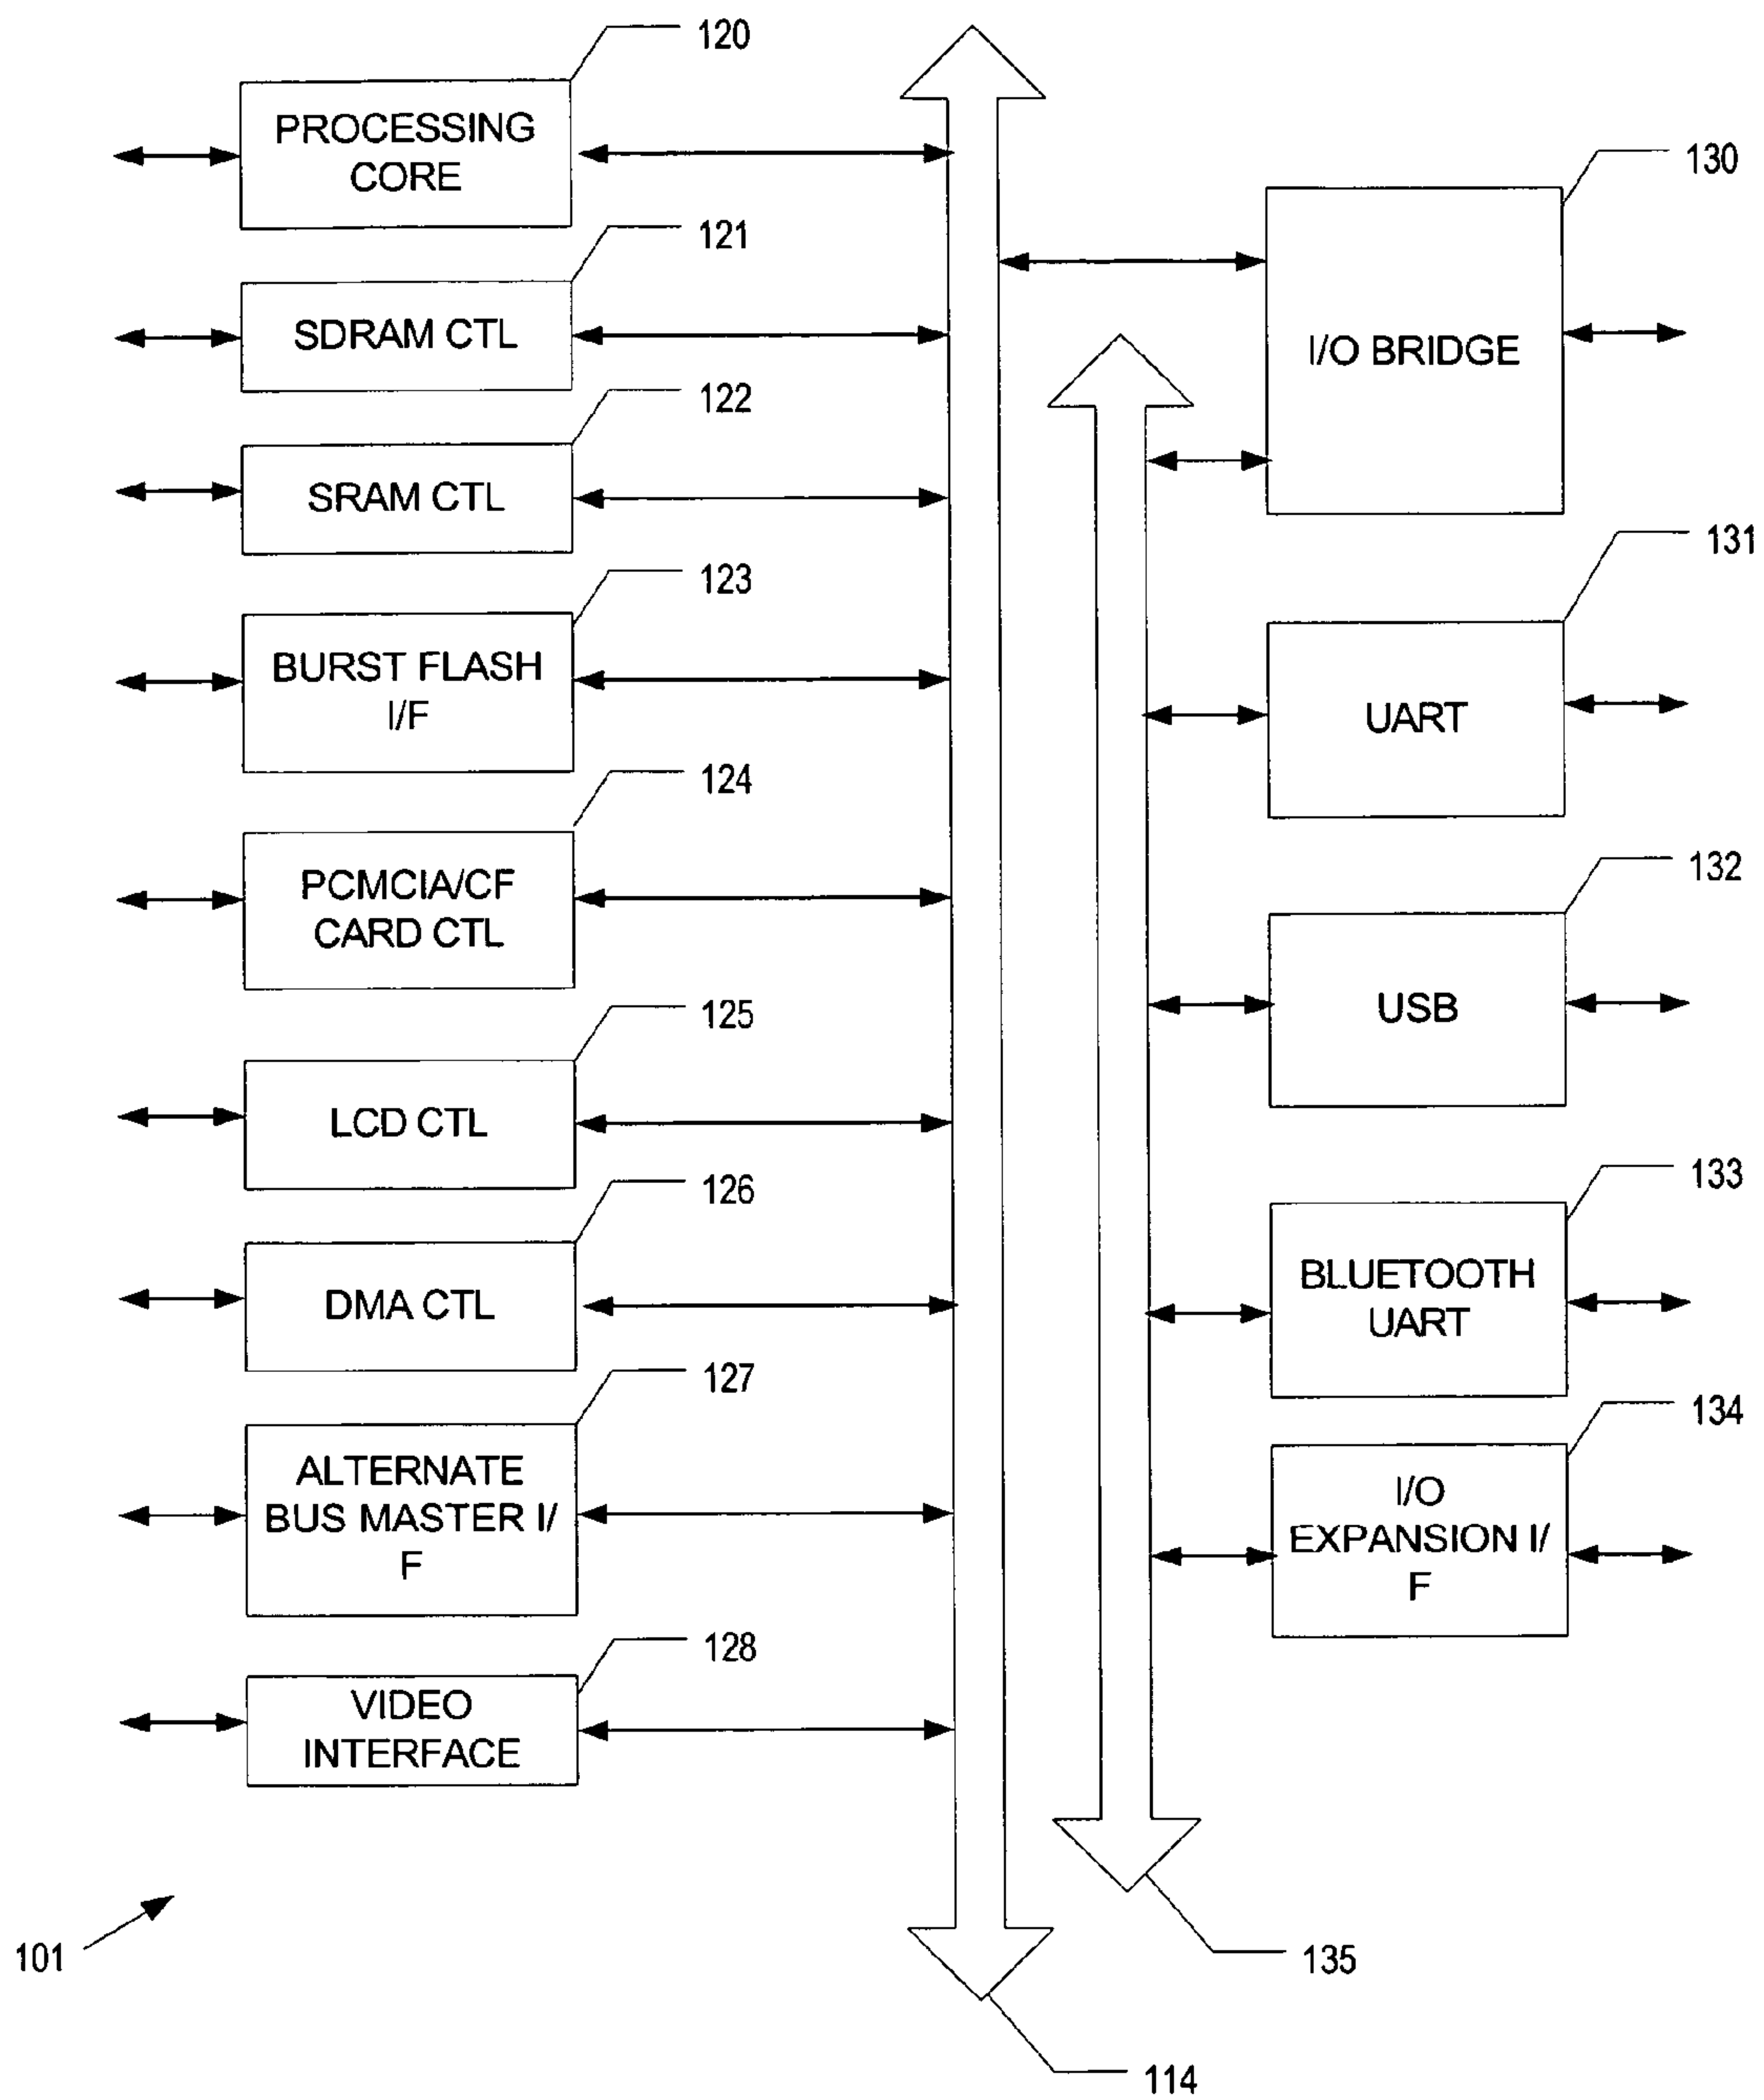 120
PROCESSING
CORE
121
SDRAM CTL
122
SRAM CTL
123
BURST FLASH
I/F
124
PCMCIA/CF
CARD CTL
125
LCD CTL
126
DMA CTL
127
ALTERNATE
BUS MASTER I/
F
128
VIDEO
INTERFACE
130
I/O BRIDGE
131
UART
132
USB
133
BLUETOOTH
UART
134
I/O
EXPANSION I/
F
101
135
114